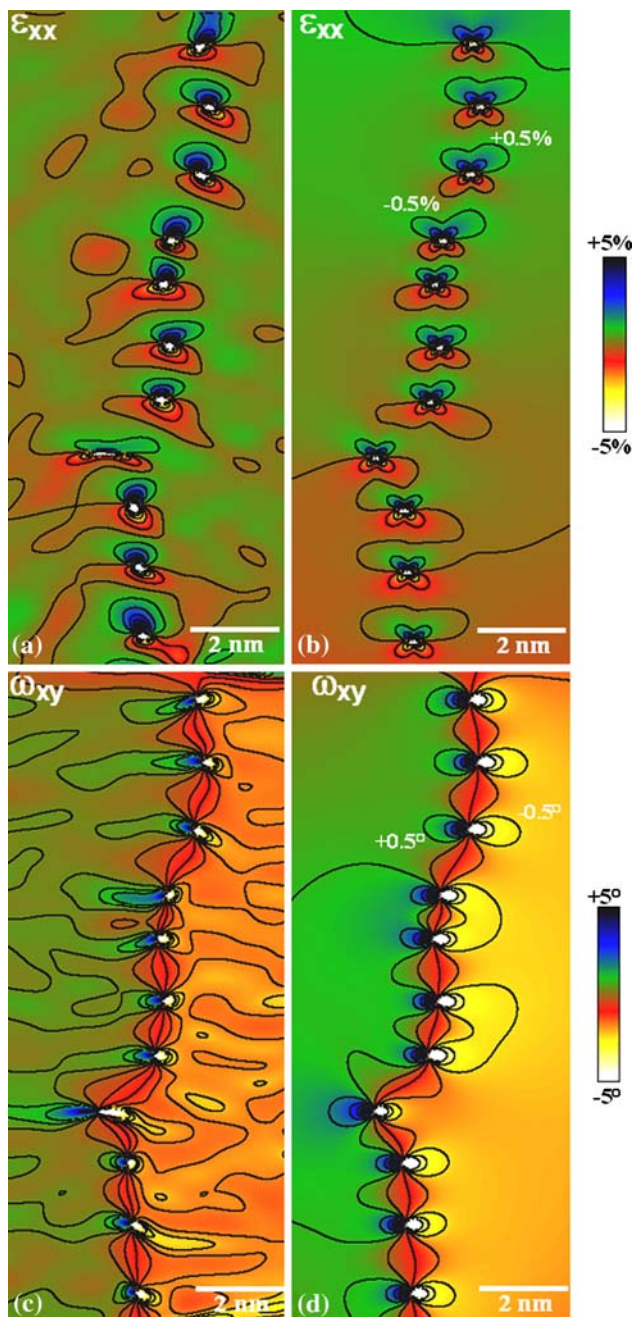 εxx
εxx
+0.5%
-0.5%
+5%
-5%
(a)
2 nm
(b)
2 nm
ωxy
ωxy
-0.5°
+0.5°
+5°
-5°
(c)
2 nm
(d)
2 nm